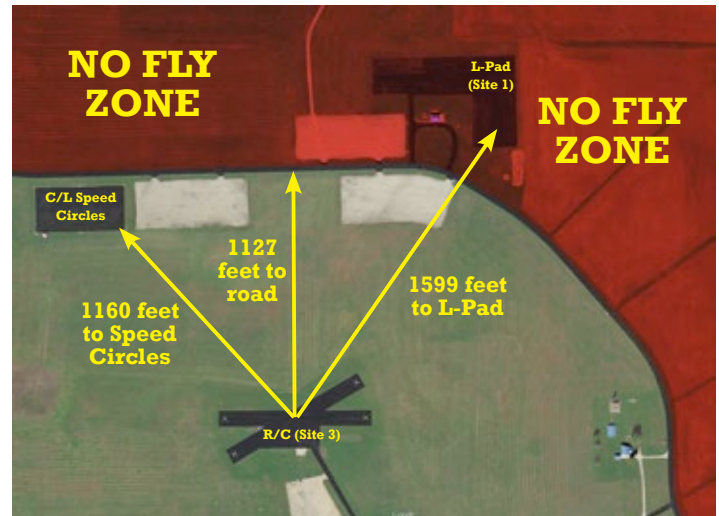 NO FLY
ZONE
L-Pad
(Site 1)
NO FLY
ZONE
C/L Speed
Circles
1127
feet to
road
1160 feet
to Speed
Circles
1599 feet
to L-Pad
R/C (Site 3)